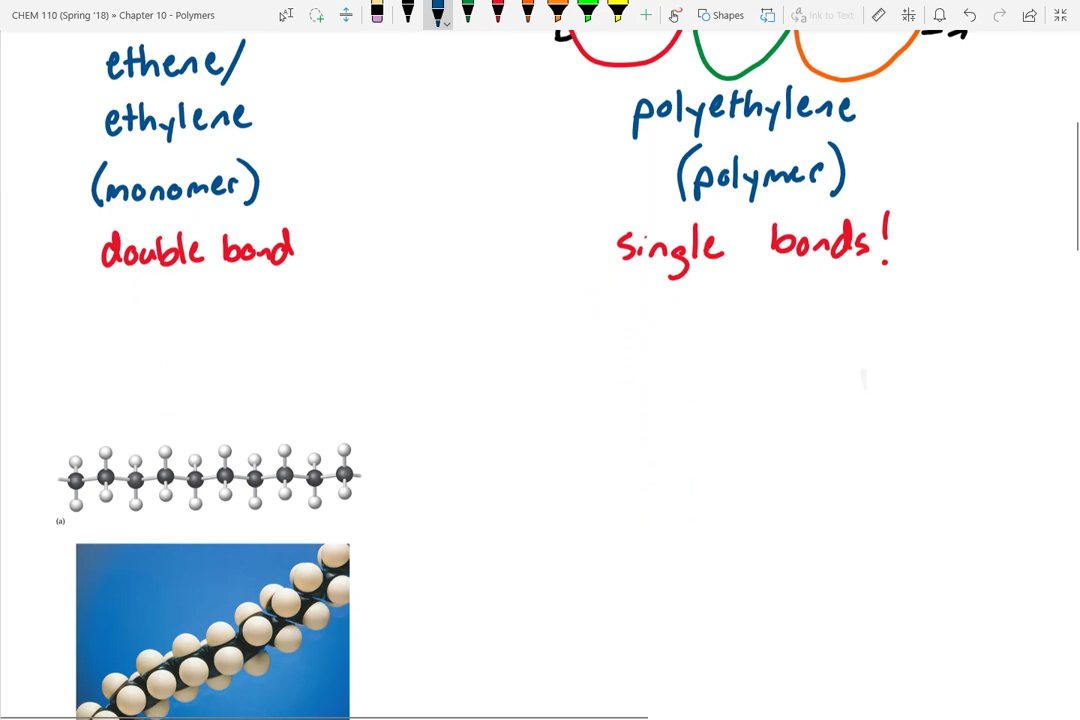 CHEM 110 (Spring '18) » Chapter 10 - Polymers
Shapes
Ink to Text
ethene/
ethylene
(monomer)
double bond
polyethylene
(polymer)
single bonds!
(a)